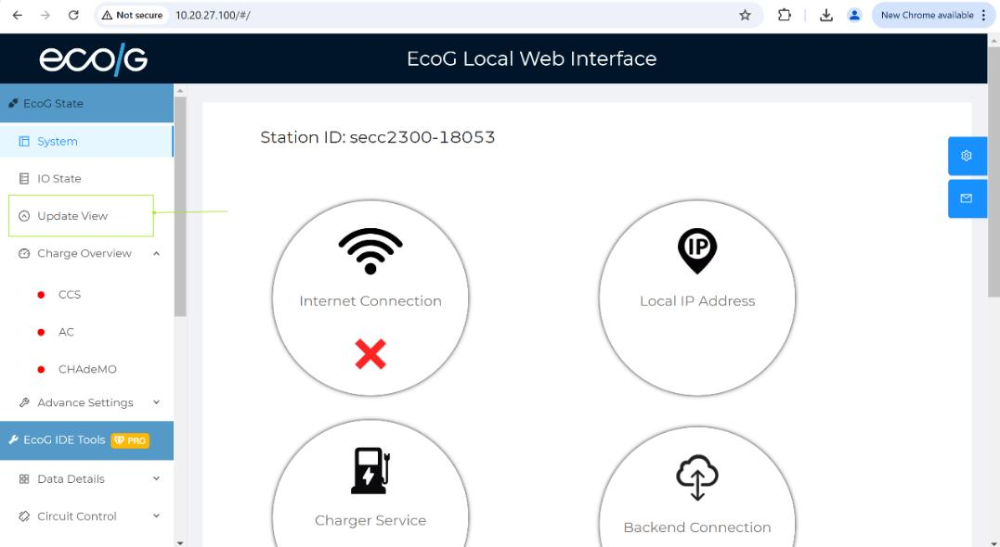 Not secure 10.20.27.100/#/ New Chrome available
eco/G
EcoG Local Web Interface
EcoG State
System
IO State
Update View
Charge Overview
CCS
AC
CHAdeMO
Advance Settings
EcoG IDE Tools PRO
Data Details
Circuit Control
Station ID: secc2300-18053
Internet Connection
IP
Local IP Address
Charger Service
Backend Connection